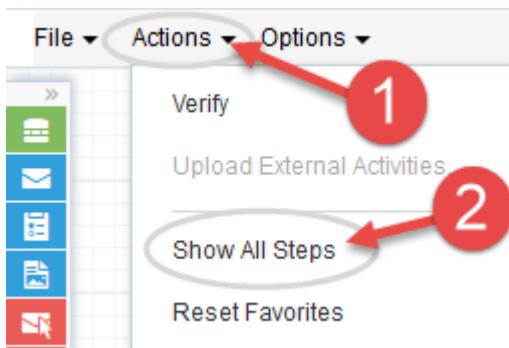 File Actions Options
»
Verify
1
Upload External Activities
2
Show All Steps
Reset Favorites